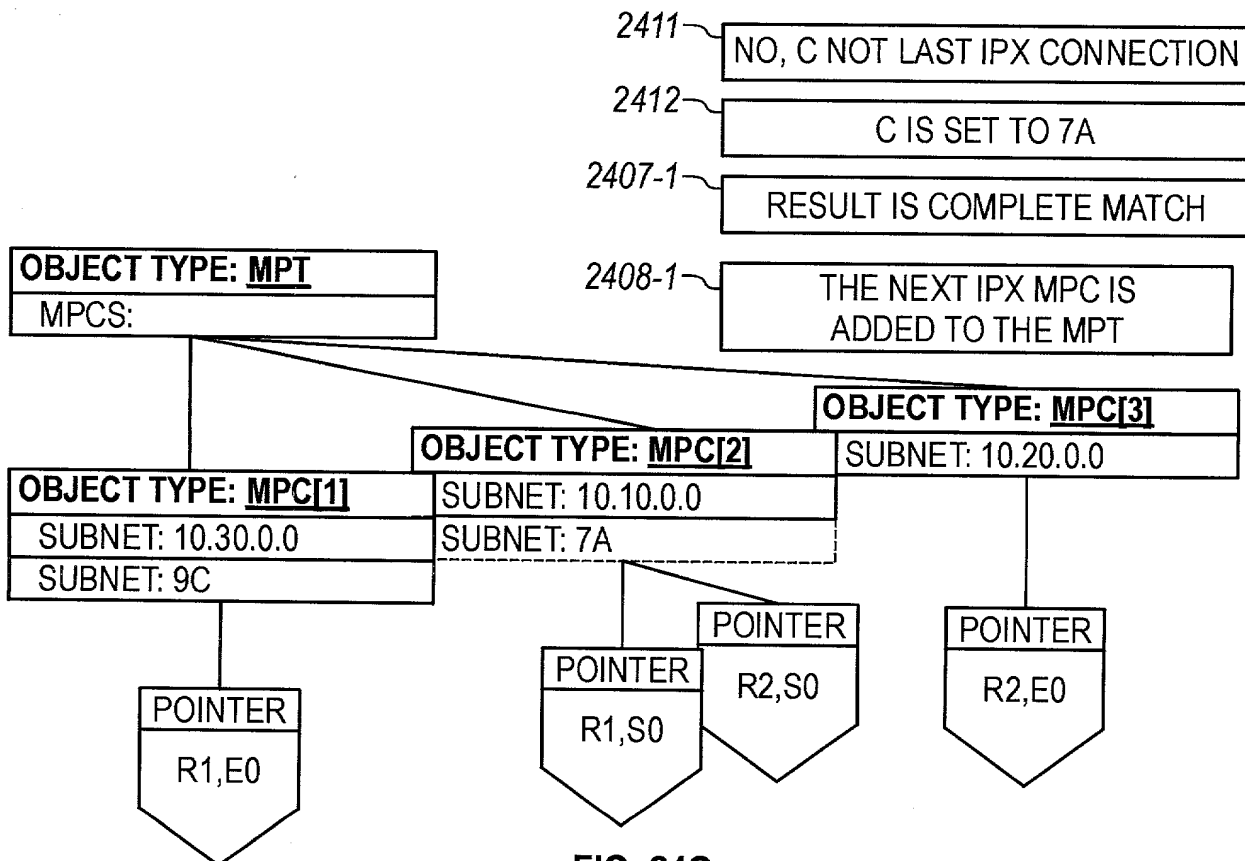 2411
NO, C NOT LAST IPX CONNECTION
2412
C IS SET TO 7A
2407-1
RESULT IS COMPLETE MATCH
2408-1
THE NEXT IPX MPC IS
ADDED TO THE MPT
OBJECT TYPE: MPT
MPCS:
OBJECT TYPE: MPC[1]
SUBNET: 10.30.0.0
SUBNET: 9C
POINTER
R1,E0
OBJECT TYPE: MPC[2]
SUBNET: 10.10.0.0
SUBNET: 7A
POINTER
R1,S0
POINTER
R2,S0
OBJECT TYPE: MPC[3]
SUBNET: 10.20.0.0
POINTER
R2,E0